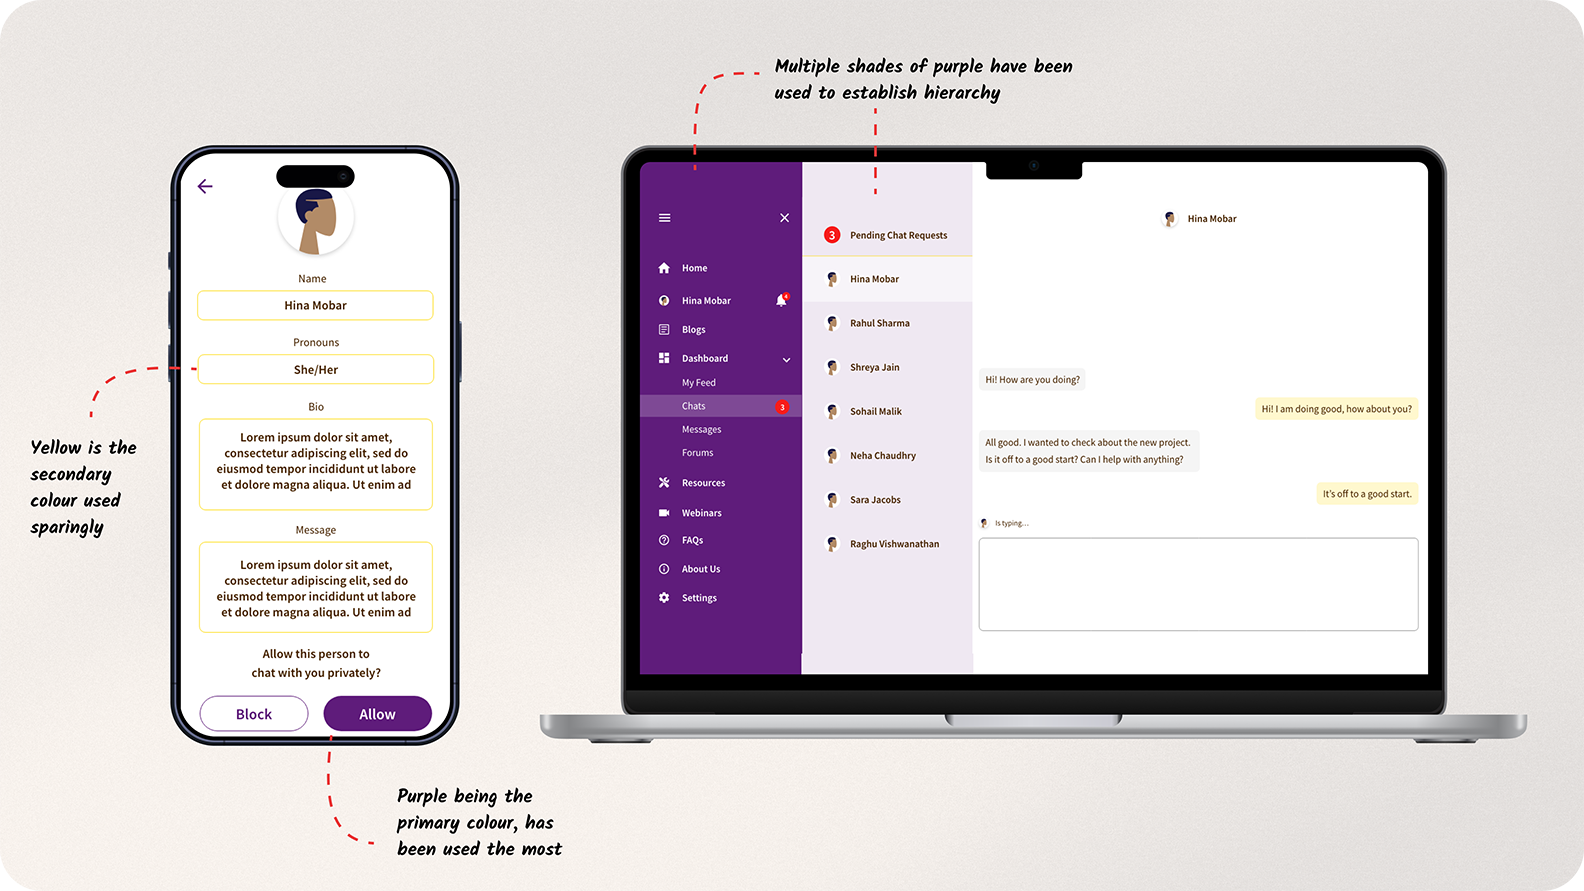 Multiple shades of purple have been
used to establish hierarchy
Name
Hina Mobar
Pronouns
She/Her
Bio
Lorem ipsum dolor sit amet,
consectetur adipiscing elit, sed do
eiusmod tempor incididunt ut labore
et dolore magna aliqua. Ut enim ad
Message
Lorem ipsum dolor sit amet,
consectetur adipiscing elit, sed do
eiusmod tempor incididunt ut labore
et dolore magna aliqua. Ut enim ad
Allow this person to
chat with you privately?
Block
Allow
Yellow is the
secondary
colour used
sparingly
Purple being the
primary colour, has
been used the most
Home
Hina Mobar
4
Blogs
Dashboard
My Feed
Chats
3
Messages
Forums
Resources
Webinars
FAQs
About Us
Settings
3
Pending Chat Requests
Hina Mobar
Rahul Sharma
Shreya Jain
Sohail Malik
Neha Chaudhry
Sara Jacobs
Raghu Vishwanathan
Hina Mobar
Hi! How are you doing?
Hi! I am doing good, how about you?
All good. I wanted to check about the new project.
Is it off to a good start? Can I help with anything?
It's off to a good start.
Is typing...